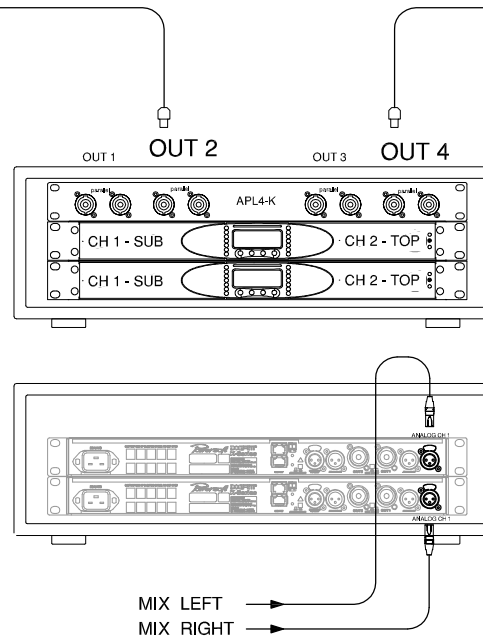 OUT 1 OUT 2 OUT 3 OUT 4
parallel parallel parallel parallel
APL4-K
CH 1 - SUB CH 2 - TOP
CH 1 - SUB CH 2 - TOP
ANALOG CH 1
Powersoft
ANALOG CH 1
MIX LEFT
MIX RIGHT